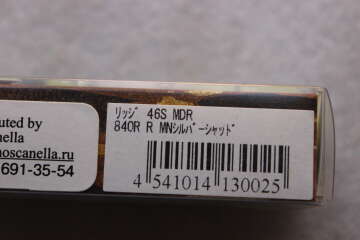 リッジ 46S MDR
840R R MNシルバーシャッド
4 541014 130025
uted by
nella
noscanella.ru
691-35-54